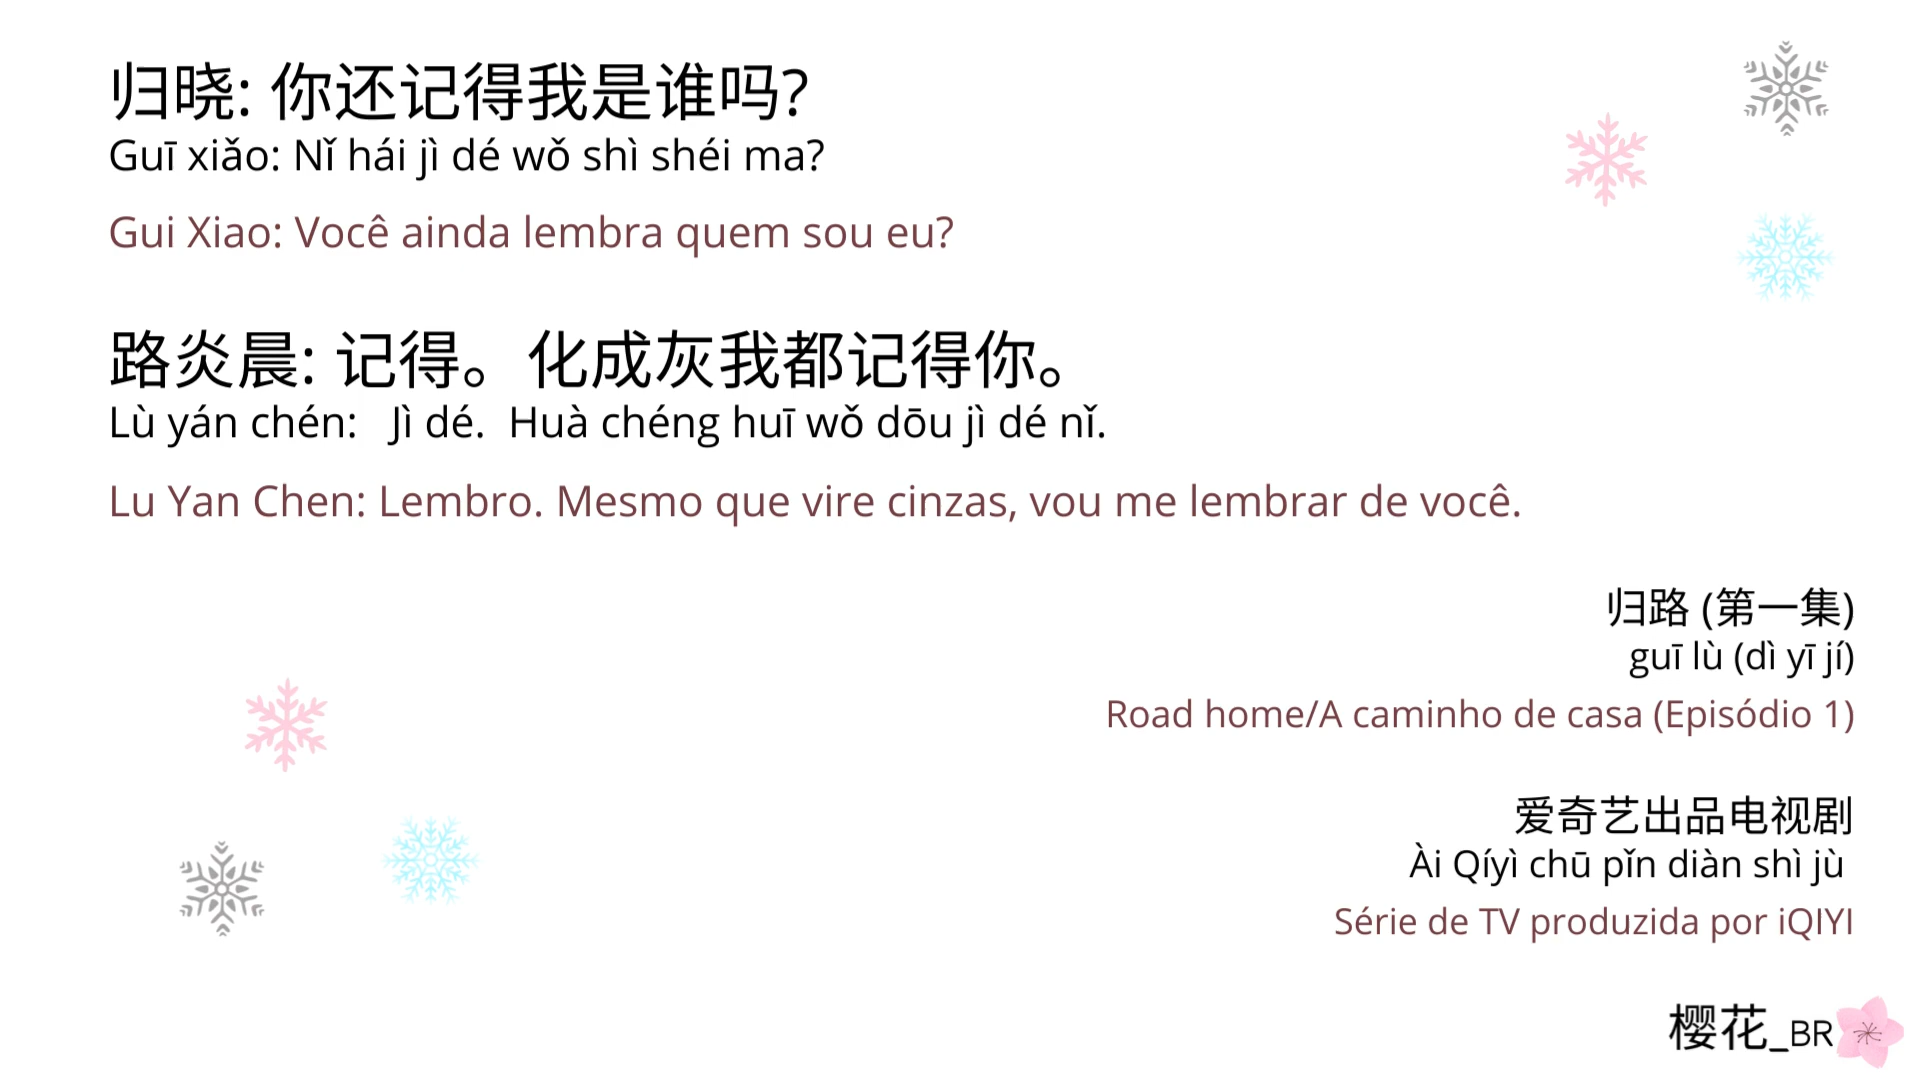 归晓: 你还记得我是谁吗?
Guī xiǎo: Nǐ hái jì dé wǒ shì shéi ma?
Gui Xiao: Você ainda lembra quem sou eu?
路炎晨: 记得。化成灰我都记得你。
Lù yán chén: Jì dé. Huà chéng huī wǒ dōu jì dé nǐ.
Lu Yan Chen: Lembro. Mesmo que vire cinzas, vou me lembrar de você.
归路 (第一集)
guī lù (dì yī jí)
Road home/A caminho de casa (Episódio 1)
爱奇艺出品电视剧
Ài Qíyì chū pǐn diàn shì jù
Série de TV produzida por iQIYI
樱花_BR